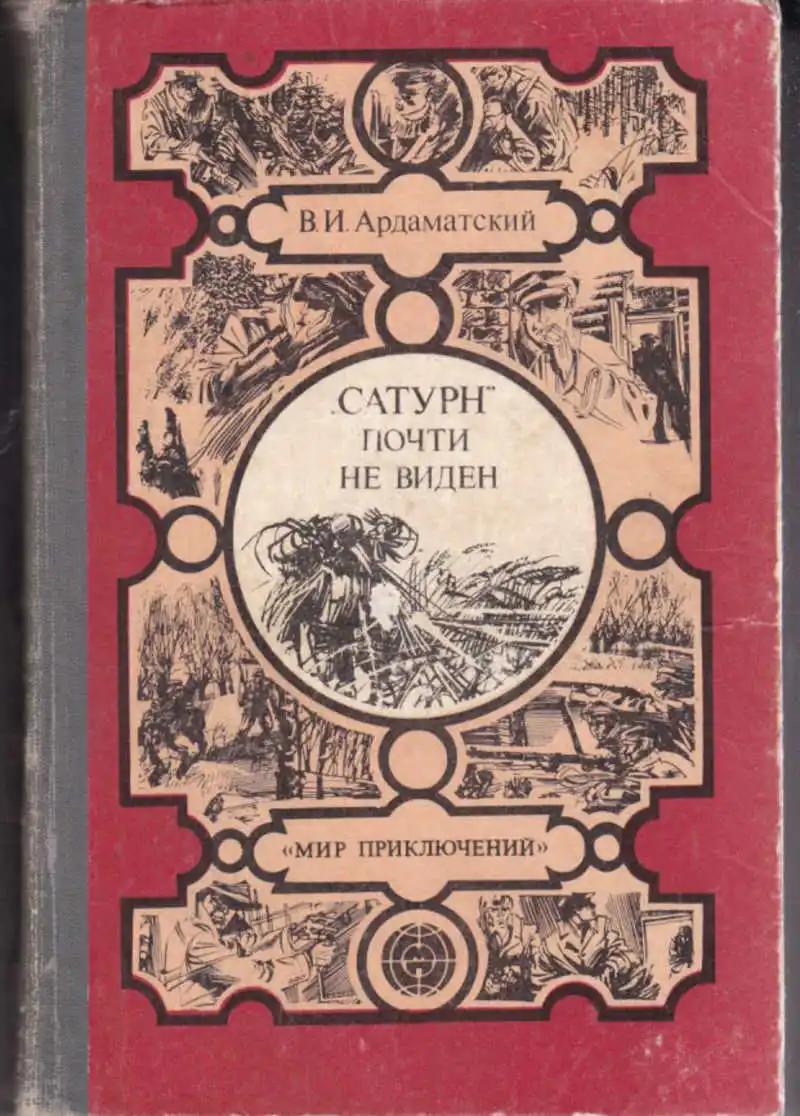 В.И. Ардаматский
„САТУРН"
ПОЧТИ
НЕ ВИДЕН
«МИР ПРИКЛЮЧЕНИЙ»